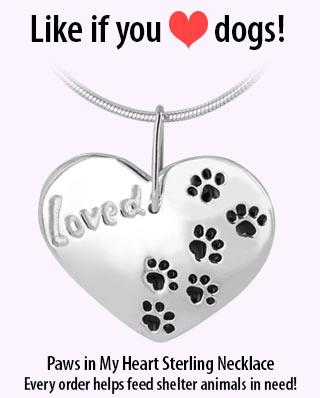 Like if you ❤ dogs!
Loved
Paws in My Heart Sterling Necklace
Every order helps feed shelter animals in need!